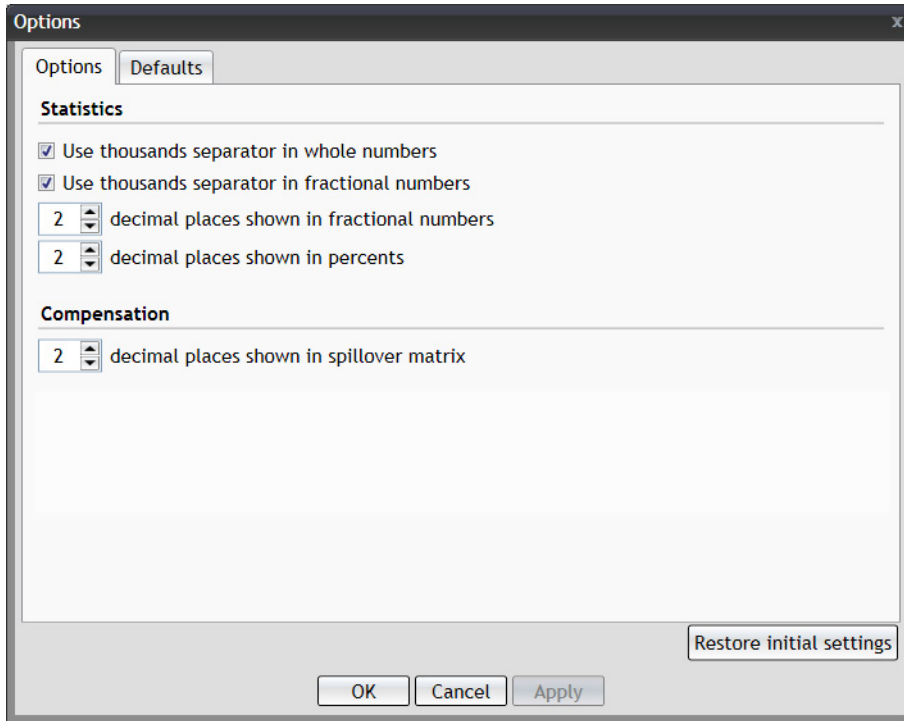 Options
x
Options Defaults
Statistics
Use thousands separator in whole numbers
Use thousands separator in fractional numbers
2 decimal places shown in fractional numbers
2 decimal places shown in percents
Compensation
2 decimal places shown in spillover matrix
Restore initial settings
OK Cancel Apply